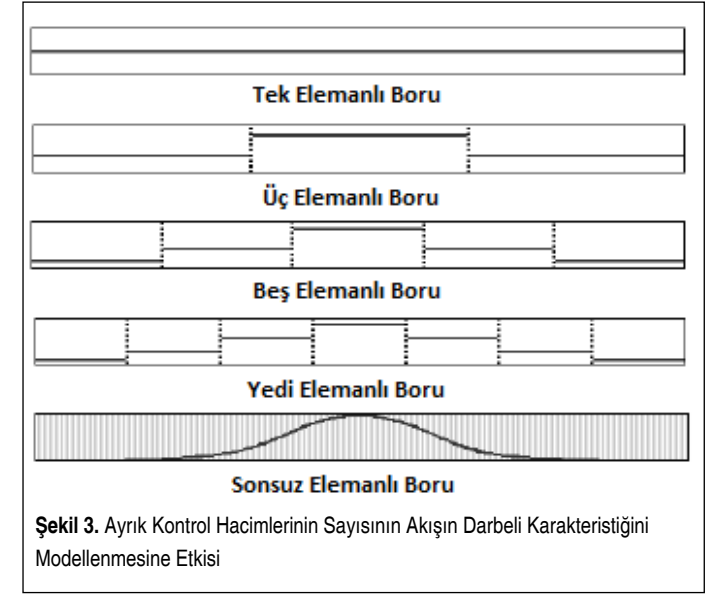 Tek Elemanlı Boru
Üç Elemanlı Boru
Beş Elemanlı Boru
Yedi Elemanlı Boru
Sonsuz Elemanlı Boru
Şekil 3. Ayrık Kontrol Hacimlerinin Sayısının Akışın Darbeli Karakteristiğini
Modellenmesine Etkisi